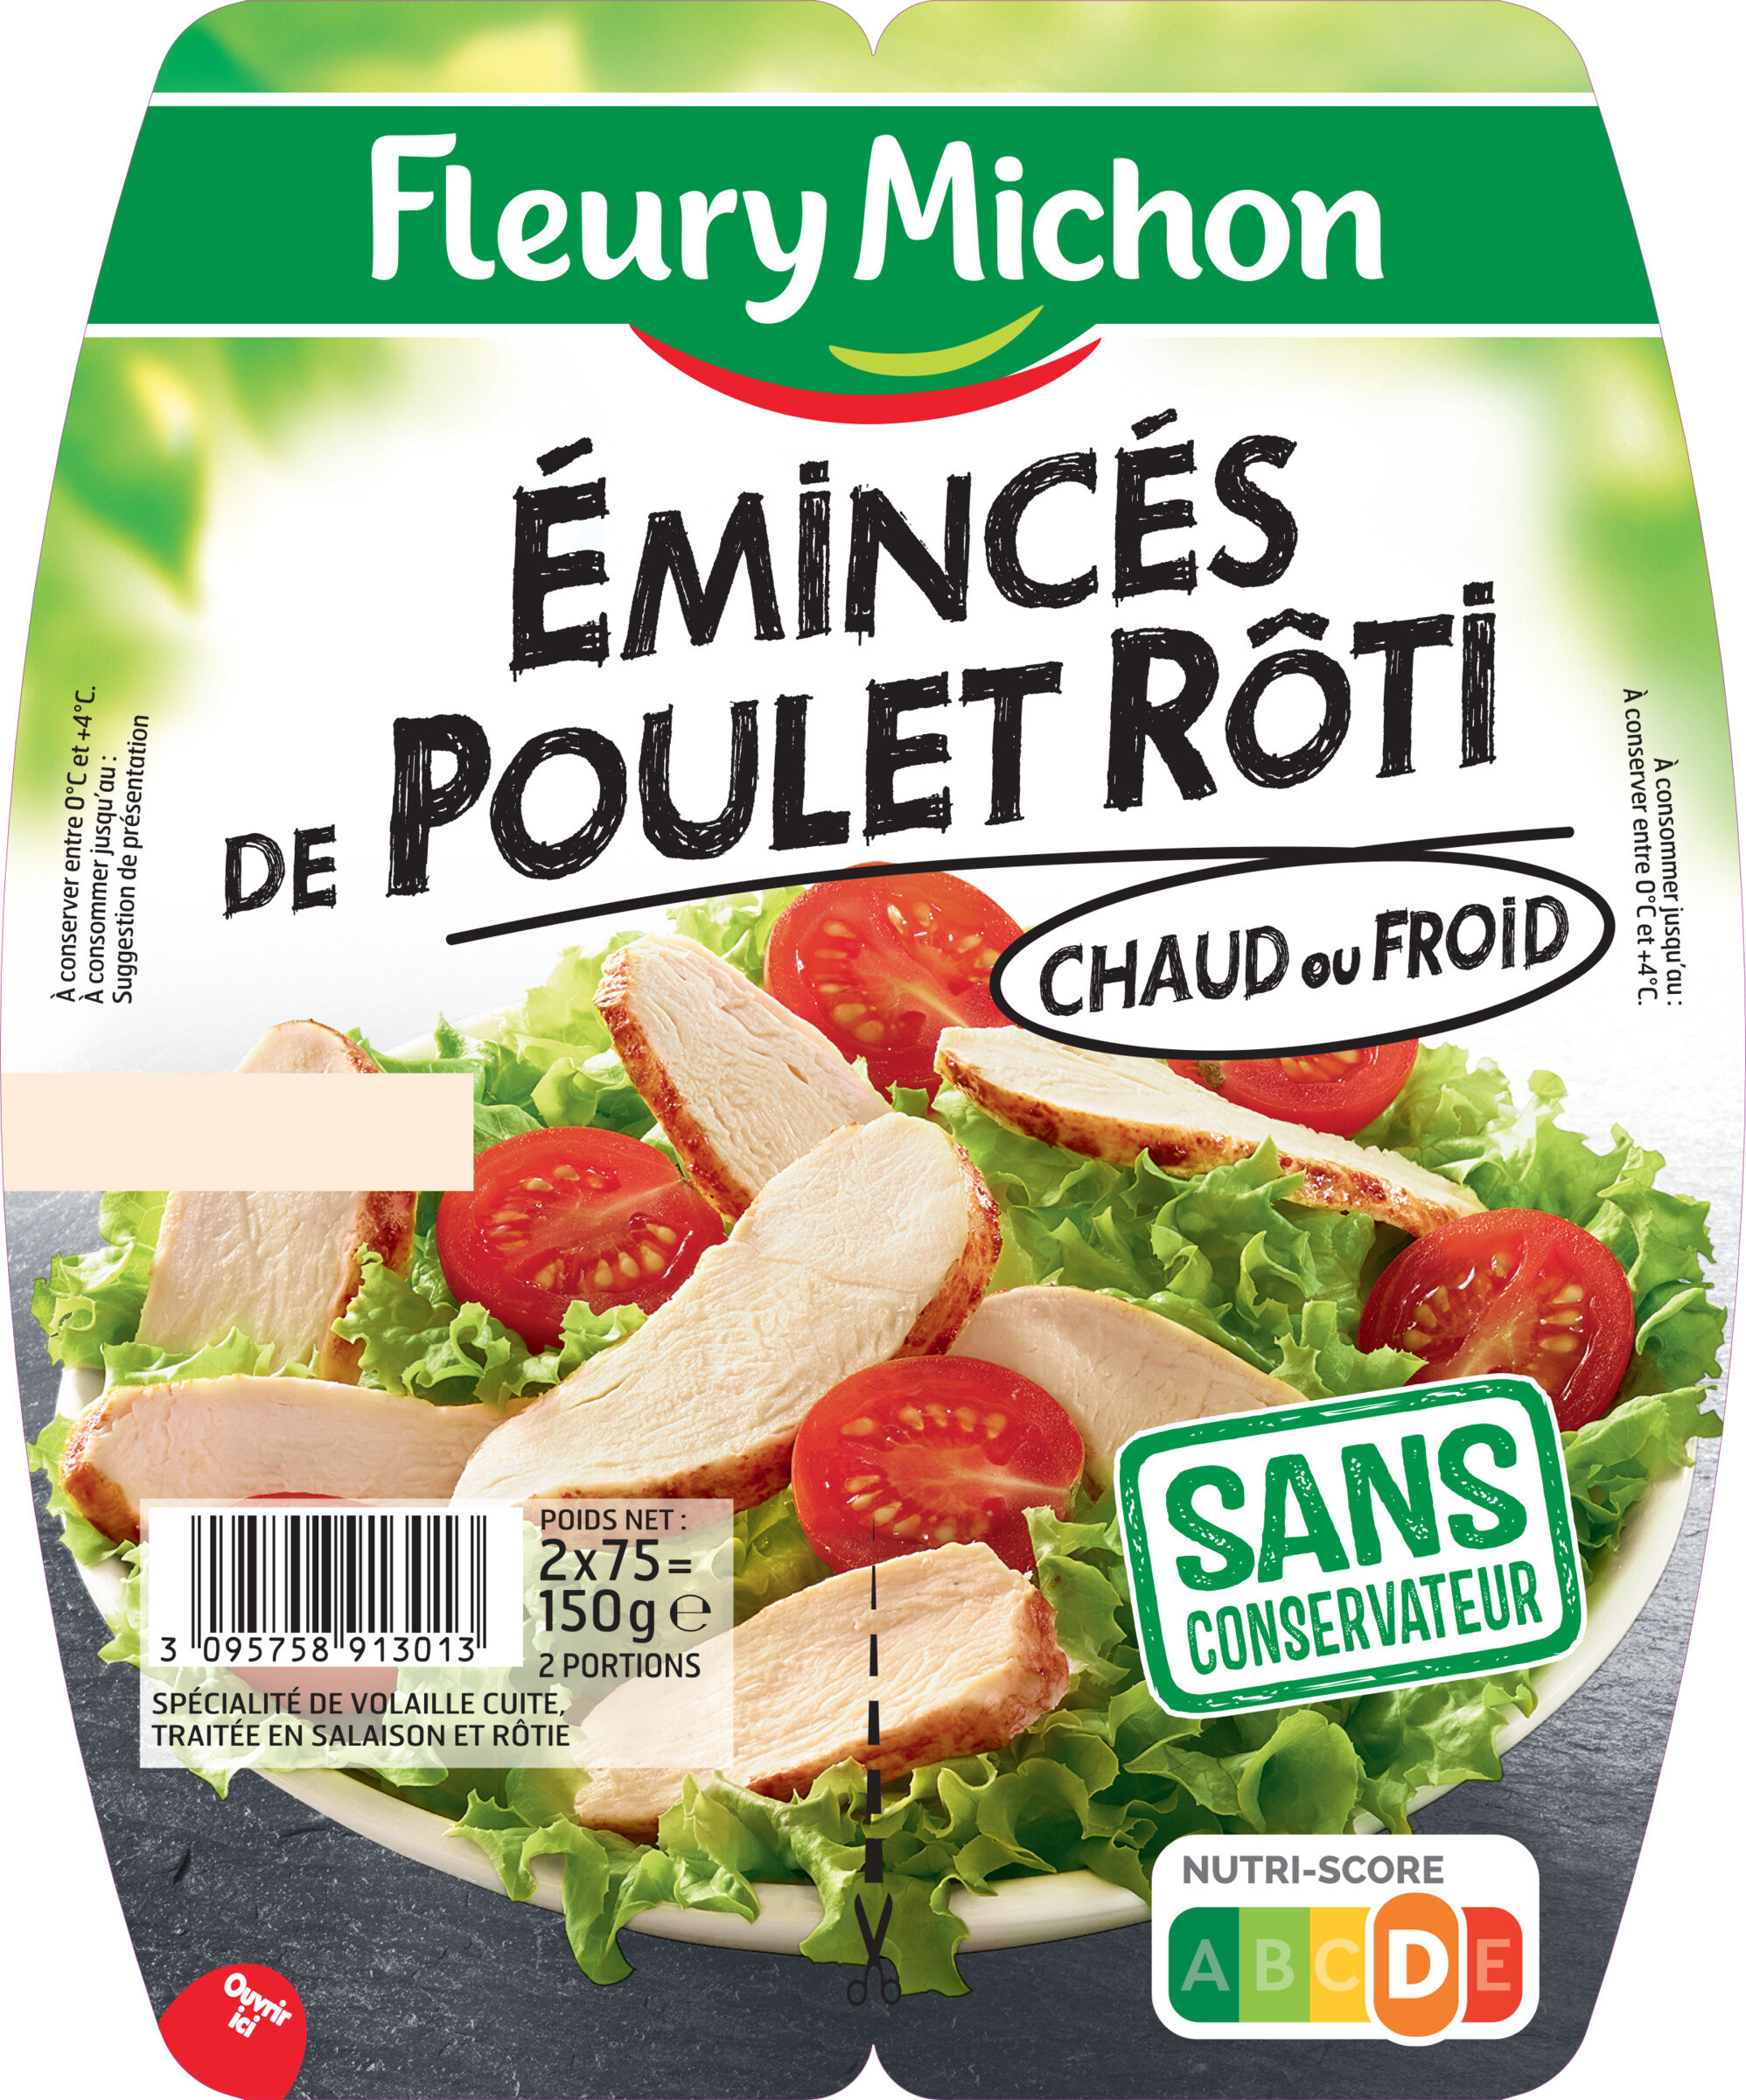 Fleury Michon
ÉMINCÉS
DE POULET RÔTI
CHAUD OU FROID
À conserver entre 0°C et +4°C.
À consommer jusqu'au :
Suggestion de présentation
À consommer jusqu'au :
À conserver entre 0°C et +4°C.
SANS
CONSERVATEUR
POIDS NET :
2x75=
150g e
2 PORTIONS
3 095758 913013
SPÉCIALITÉ DE VOLAILLE CUITE,
TRAITÉE EN SALAISON ET RÔTIE
NUTRI-SCORE
A B C D E
Ouvrir
ici